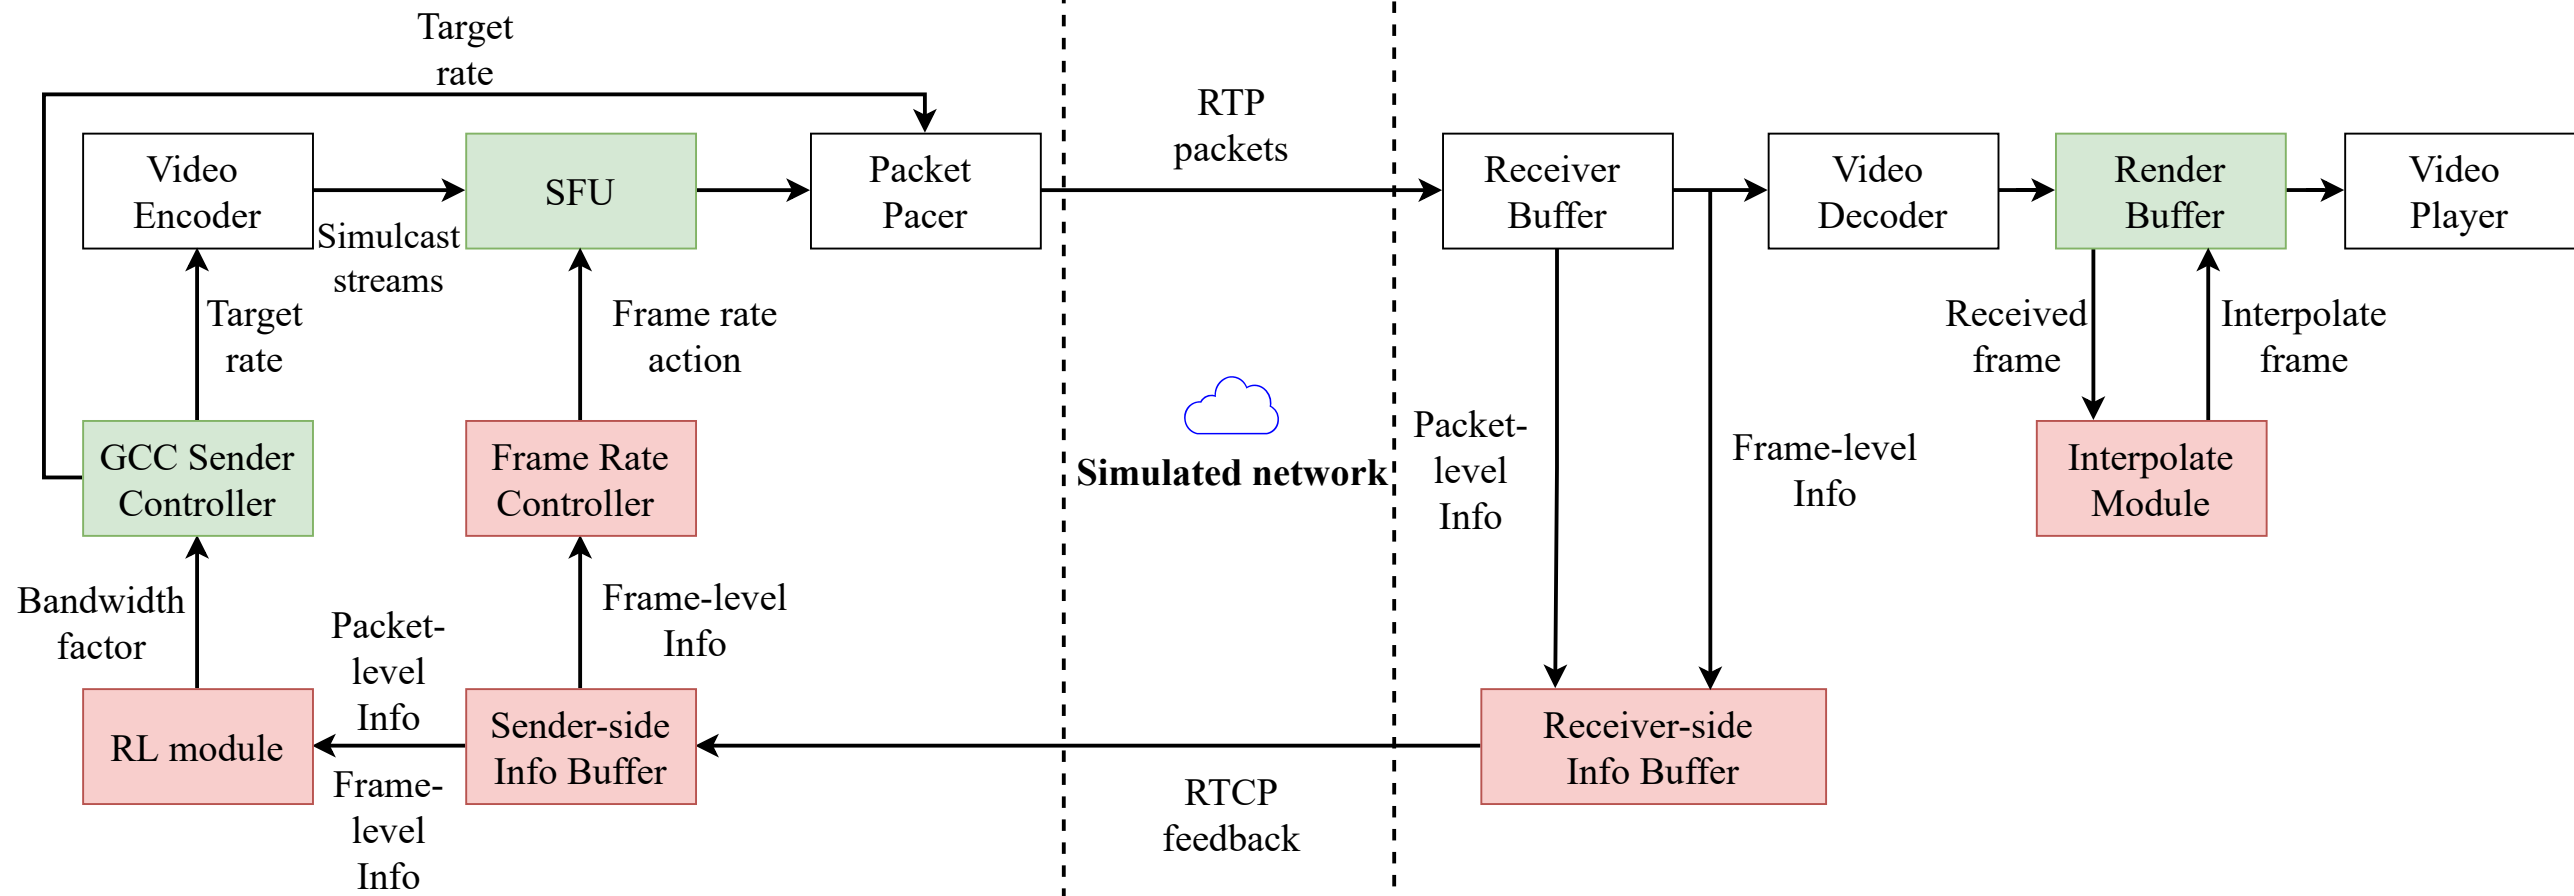 Target
rate
Video
Encoder
Simulcast
streams
SFU
Packet
Pacer
RTP
packets
Receiver
Buffer
Video
Decoder
Render
Buffer
Video
Player
Target
rate
Frame rate
action
Received
frame
Interpolate
frame
GCC Sender
Controller
Frame Rate
Controller
Simulated network
Packet-
level
Info
Frame-level
Info
Interpolate
Module
Bandwidth
factor
Packet-
level
Info
Frame-level
Info
RL module
Frame-
level
Info
Sender-side
Info Buffer
RTCP
feedback
Receiver-side
Info Buffer